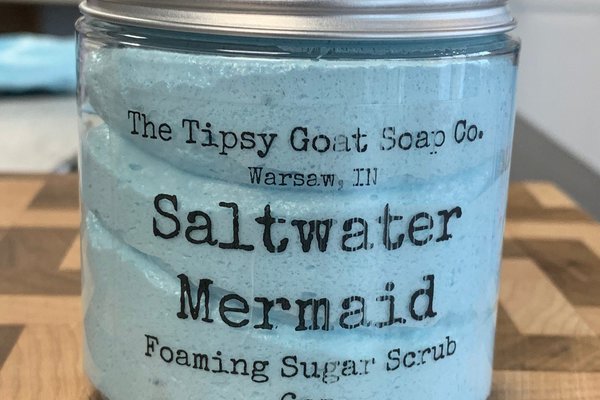 The Tipsy Goat Soap Co.
Warsaw, IN
Saltwater
Mermaid
Foaming Sugar Scrub